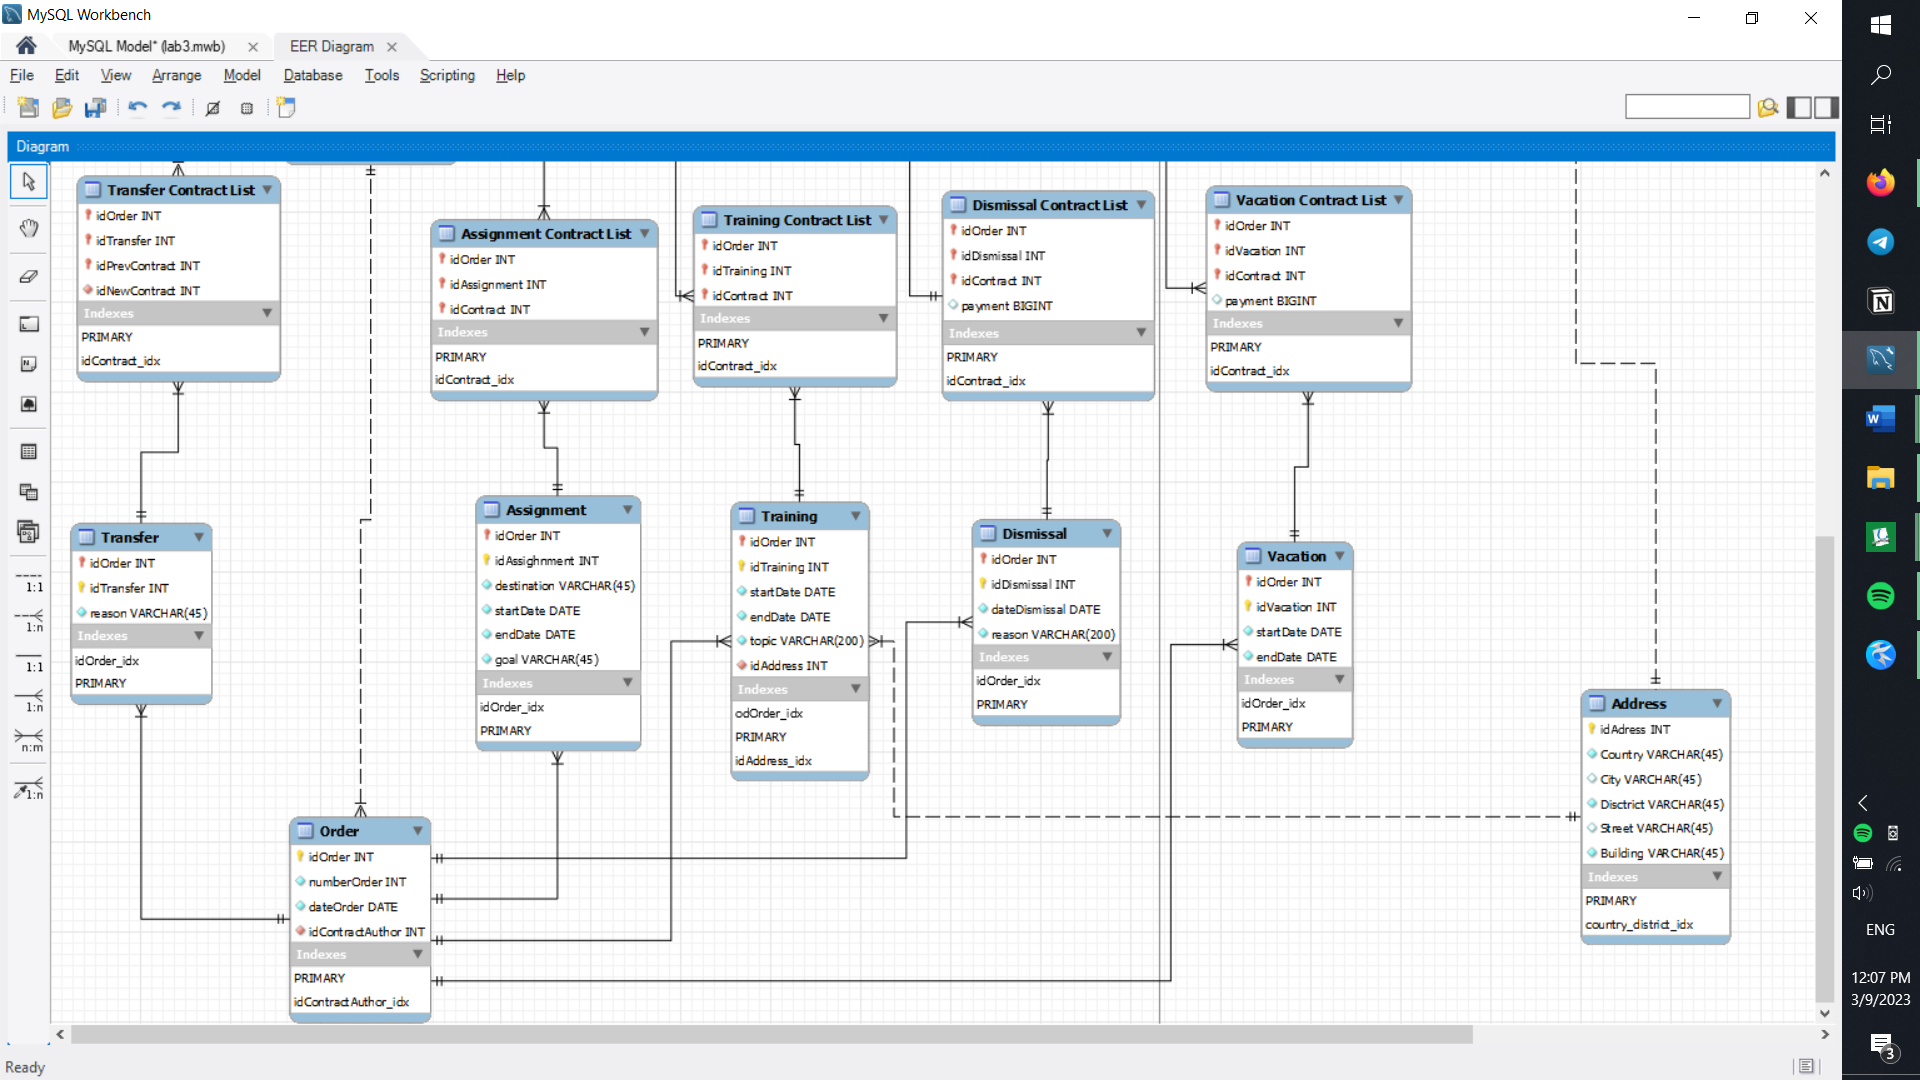 MySQL Workbench
MySQL Model* (lab3.mwb)
EER Diagram
File Edit View Arrange Model Database Tools Scripting Help
Diagram
Transfer Contract List
idOrder INT
idTransfer INT
idPrevContract INT
idNewContract INT
Indexes
PRIMARY
idContract_idx
Assignment Contract List
idOrder INT
idAssignment INT
idContract INT
Indexes
PRIMARY
idContract_idx
Training Contract List
idOrder INT
idTraining INT
idContract INT
Indexes
PRIMARY
idContract_idx
Dismissal Contract List
idOrder INT
idDismissal INT
idContract INT
payment BIGINT
Indexes
PRIMARY
idContract_idx
Vacation Contract List
idOrder INT
idVacation INT
idContract INT
payment BIGINT
Indexes
PRIMARY
idContract_idx
Transfer
idOrder INT
idTransfer INT
reason VARCHAR(45)
Indexes
idOrder_idx
PRIMARY
Assignment
idOrder INT
idAssighnment INT
destination VARCHAR(45)
startDate DATE
endDate DATE
goal VARCHAR(45)
Indexes
idOrder_idx
PRIMARY
Training
idOrder INT
idTraining INT
startDate DATE
endDate DATE
topic VARCHAR(200)
idAddress INT
Indexes
odOrder_idx
PRIMARY
idAddress_idx
Dismissal
idOrder INT
idDismissal INT
dateDismissal DATE
reason VARCHAR(200)
Indexes
idOrder_idx
PRIMARY
Vacation
idOrder INT
idVacation INT
startDate DATE
endDate DATE
Indexes
idOrder_idx
PRIMARY
Address
idAdress INT
Country VARCHAR(45)
City VARCHAR(45)
Disctrict VARCHAR(45)
Street VARCHAR(45)
Building VARCHAR(45)
Indexes
PRIMARY
country_district_idx
Order
idOrder INT
numberOrder INT
dateOrder DATE
idContractAuthor INT
Indexes
PRIMARY
idContractAuthor_idx
1:1
1:n
1:1
1:n
n:m
1:n
Ready
ENG
12:07 PM
3/9/2023
3